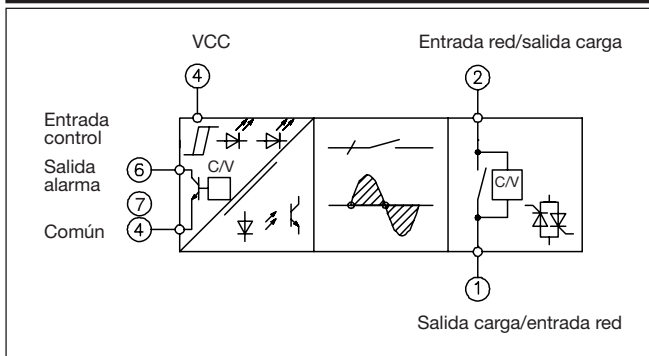 VCC
Entrada red/salida carga
4
2
Entrada
control
Salida
alarma
6
C/V
C/V
7
Común
4
1
Salida carga/entrada red